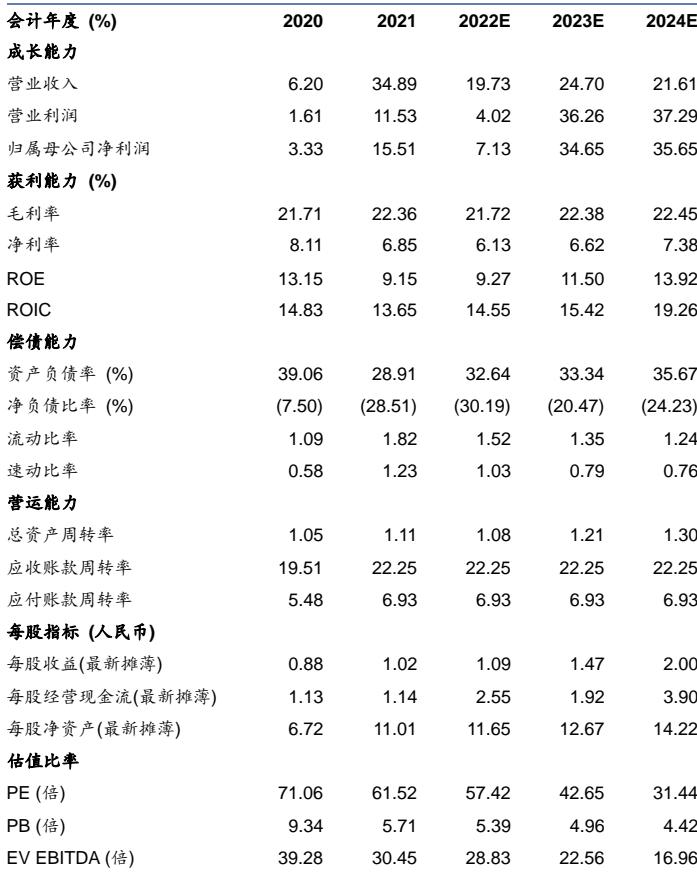 会计年度 (%) 2020 2021 2022E 2023E 2024E
成长能力
营业收入 6.20 34.89 19.73 24.70 21.61
营业利润 1.61 11.53 4.02 36.26 37.29
归属母公司净利润 3.33 15.51 7.13 34.65 35.65
获利能力 (%)
毛利率 21.71 22.36 21.72 22.38 22.45
净利率 8.11 6.85 6.13 6.62 7.38
ROE 13.15 9.15 9.27 11.50 13.92
ROIC 14.83 13.65 14.55 15.42 19.26
偿债能力
资产负债率 (%) 39.06 28.91 32.64 33.34 35.67
净负债比率 (%) (7.50) (28.51) (30.19) (20.47) (24.23)
流动比率 1.09 1.82 1.52 1.35 1.24
速动比率 0.58 1.23 1.03 0.79 0.76
营运能力
总资产周转率 1.05 1.11 1.08 1.21 1.30
应收账款周转率 19.51 22.25 22.25 22.25 22.25
应付账款周转率 5.48 6.93 6.93 6.93 6.93
每股指标 (人民币)
每股收益(最新摊薄) 0.88 1.02 1.09 1.47 2.00
每股经营现金流(最新摊薄) 1.13 1.14 2.55 1.92 3.90
每股净资产(最新摊薄) 6.72 11.01 11.65 12.67 14.22
估值比率
PE (倍) 71.06 61.52 57.42 42.65 31.44
PB (倍) 9.34 5.71 5.39 4.96 4.42
EV EBITDA (倍) 39.28 30.45 28.83 22.56 16.96